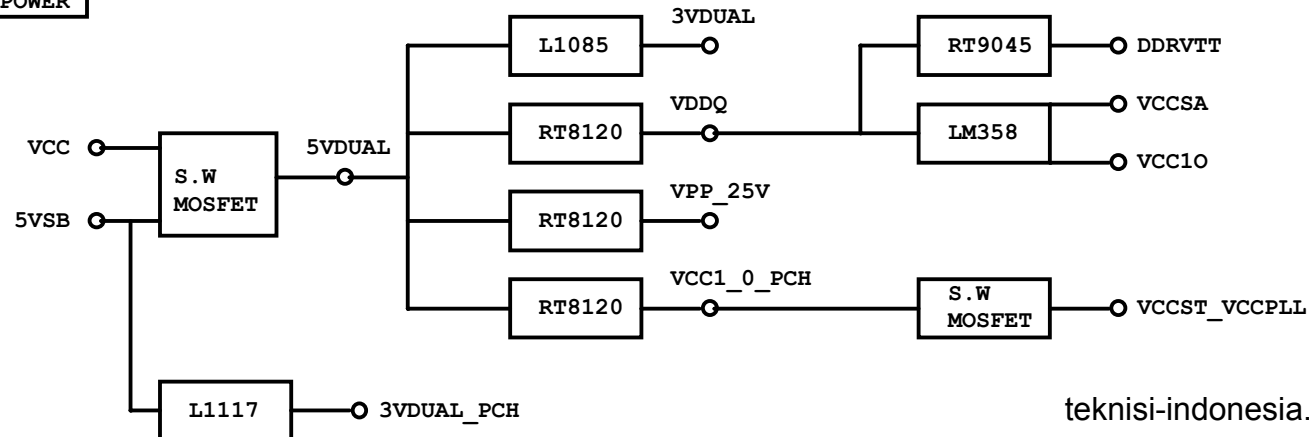 POWER
3VDUAL
L1085
RT9045
DDRVTT
VDDQ
VCCSA
RT8120
LM358
VCC
5VDUAL
VCC1O
S.W
MOSFET
VPP_25V
5VSB
RT8120
VCC1_0_PCH
S.W
MOSFET
RT8120
VCCST_VCCPLL
L1117
3VDUAL_PCH
teknisi-indonesia.